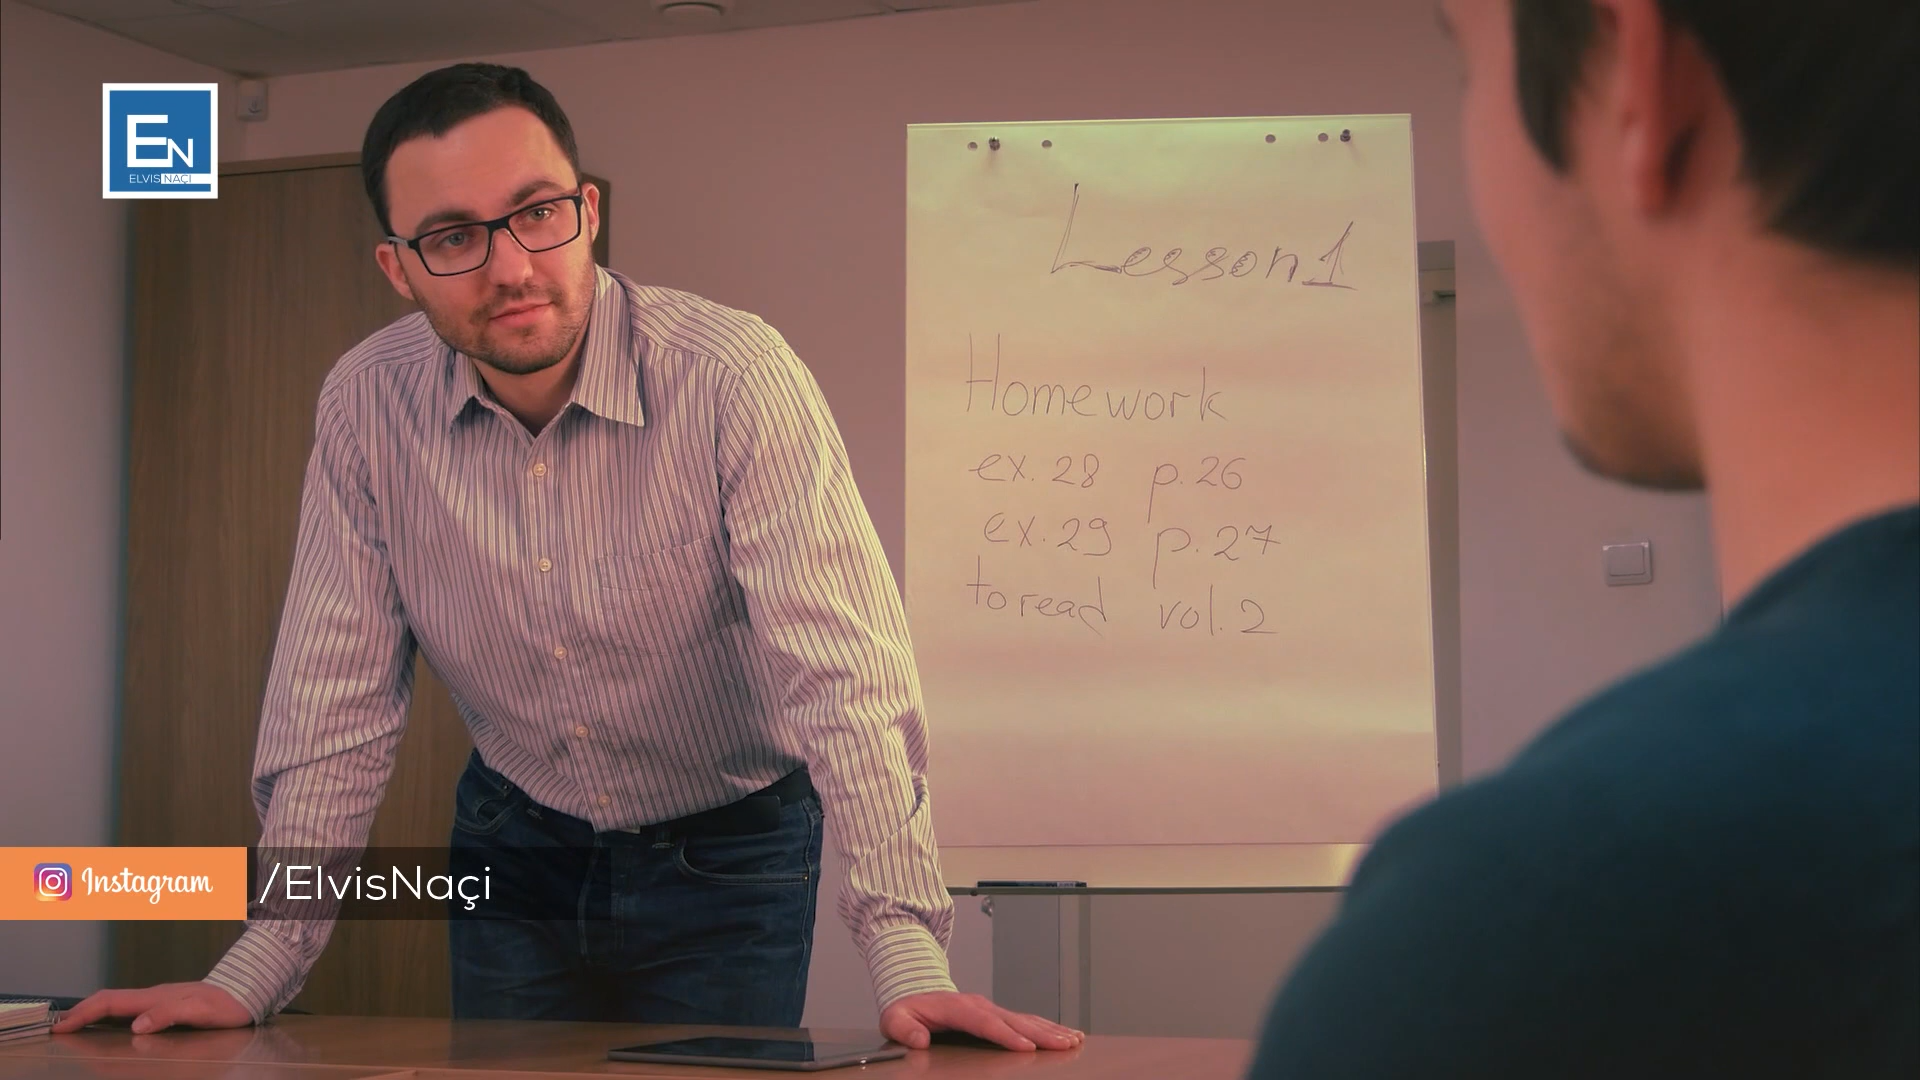 EN
ELVIS NAÇI
Lesson 1
Homework
ex. 28 p. 26
ex. 29 p. 27
to read vol. 2
Instagram /ElvisNaçi